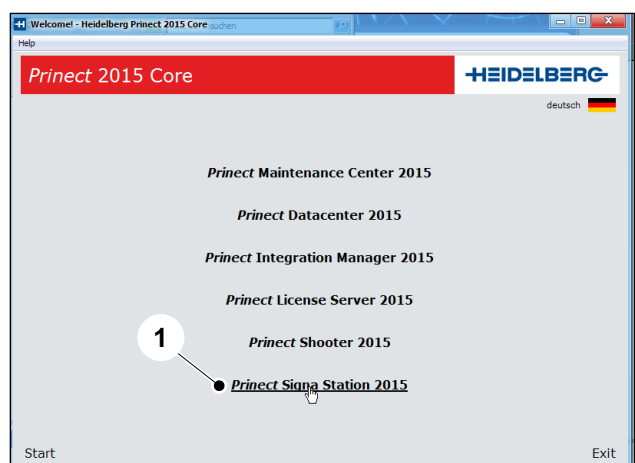 Welcome! - Heidelberg Prinect 2015 Core
suchen
Help
Prinect 2015 Core
HEIDELBERG
deutsch
Prinect Maintenance Center 2015
Prinect Datacenter 2015
Prinect Integration Manager 2015
Prinect License Server 2015
Prinect Shooter 2015
1
Prinect Signa Station 2015
Start
Exit